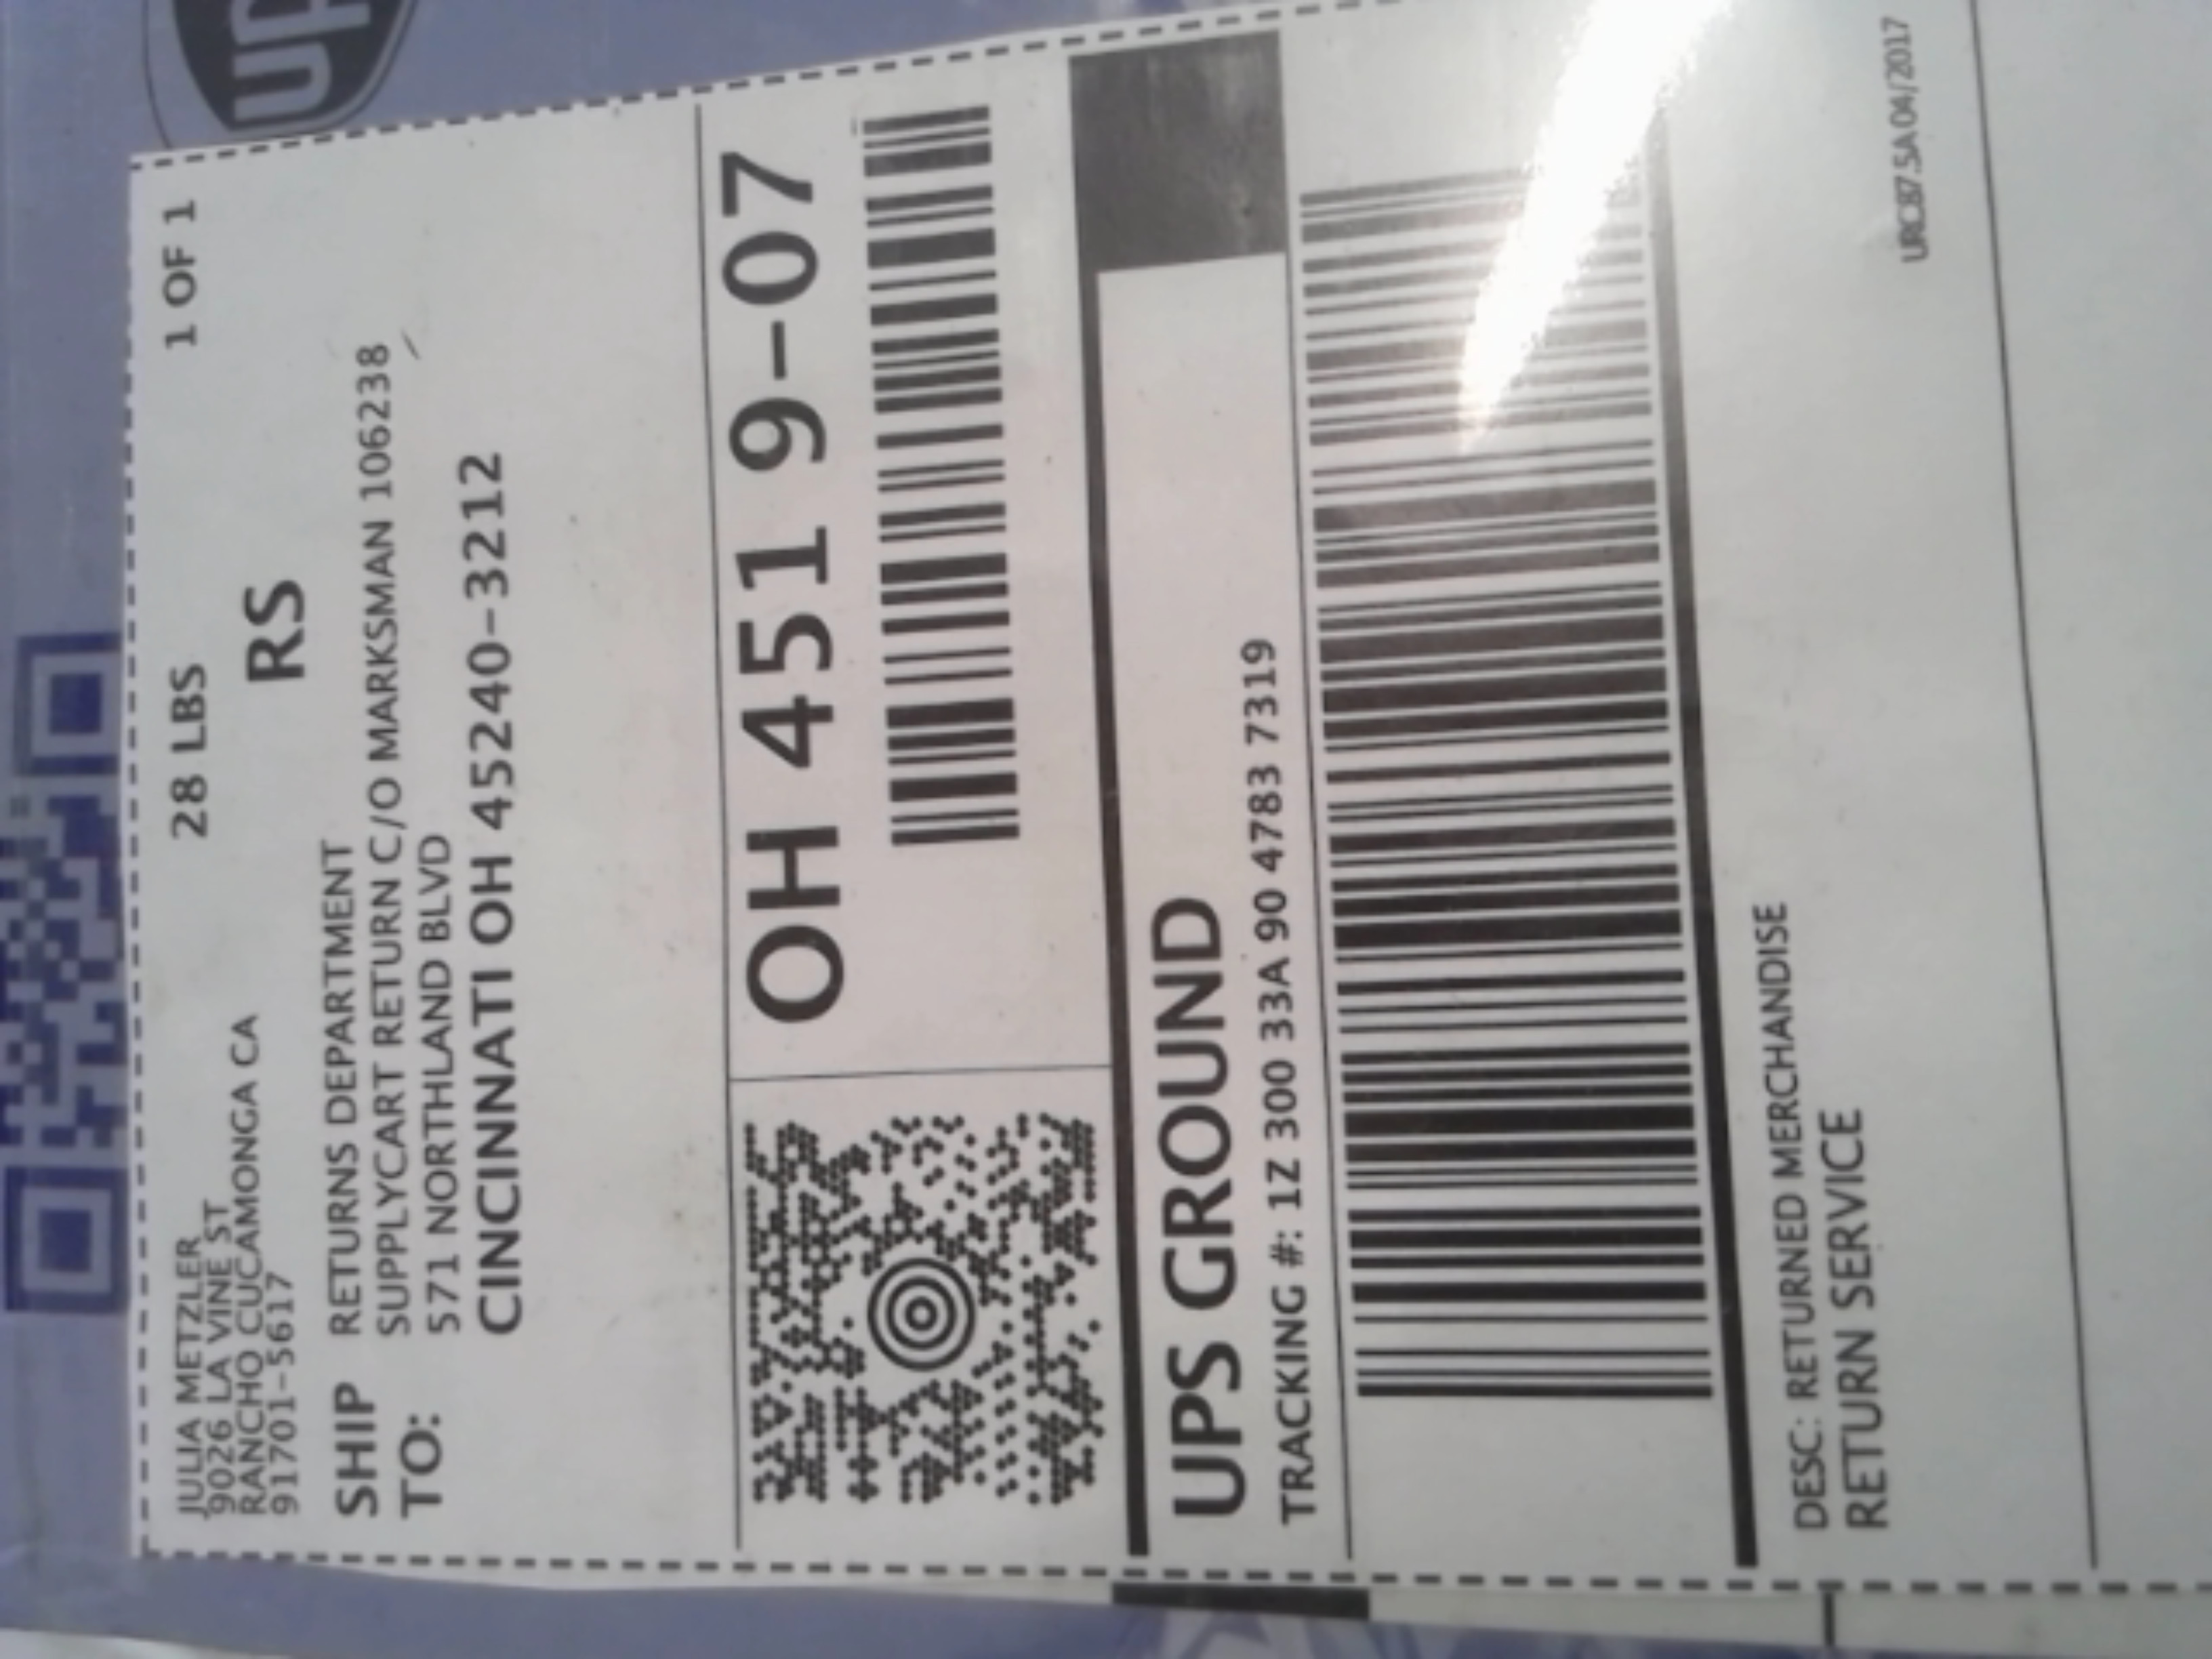 JULIA METZLER
9026 LA VINE ST
RANCHO CUCAMONGA CA
91701-5617
28 LBS
1 OF 1
RS
SHIP TO:
RETURNS DEPARTMENT
SUPPLYCART RETURN C/O MARKSMAN 106238
571 NORTHLAND BLVD
CINCINNATI OH 45240-3212
OH 451 9-07
UPS GROUND
TRACKING #: 1Z 300 33A 90 4783 7319
DESC: RETURNED MERCHANDISE
RETURN SERVICE